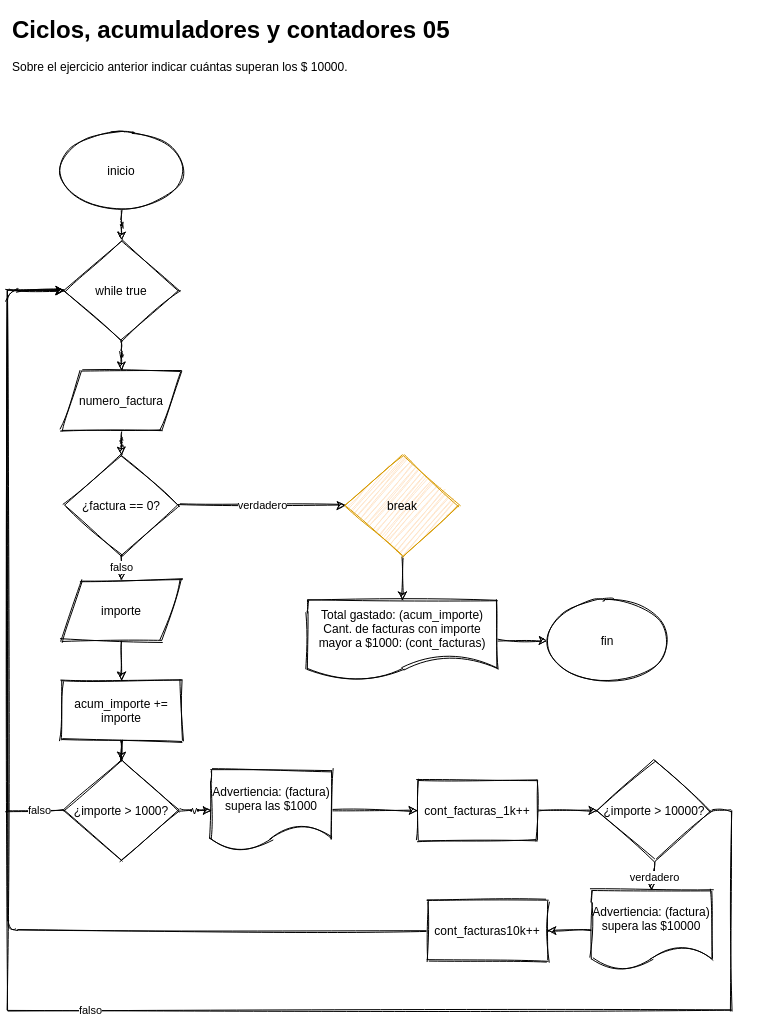 Ciclos, acumuladores y contadores 05
Sobre el ejercicio anterior indicar cuántas superan los $ 10000.
inicio
while true
numero_factura
¿factura == 0?
verdadero
break
falso
importe
Total gastado: (acum_importe)
Cant. de facturas con importe
mayor a $1000: (cont_facturas)
fin
acum_importe +=
importe
falso
¿importe > 1000?
v
Advertiencia: (factura)
supera las $1000
cont_facturas_1k++
¿importe > 10000?
verdadero
Advertiencia: (factura)
supera las $10000
cont_facturas10k++
falso